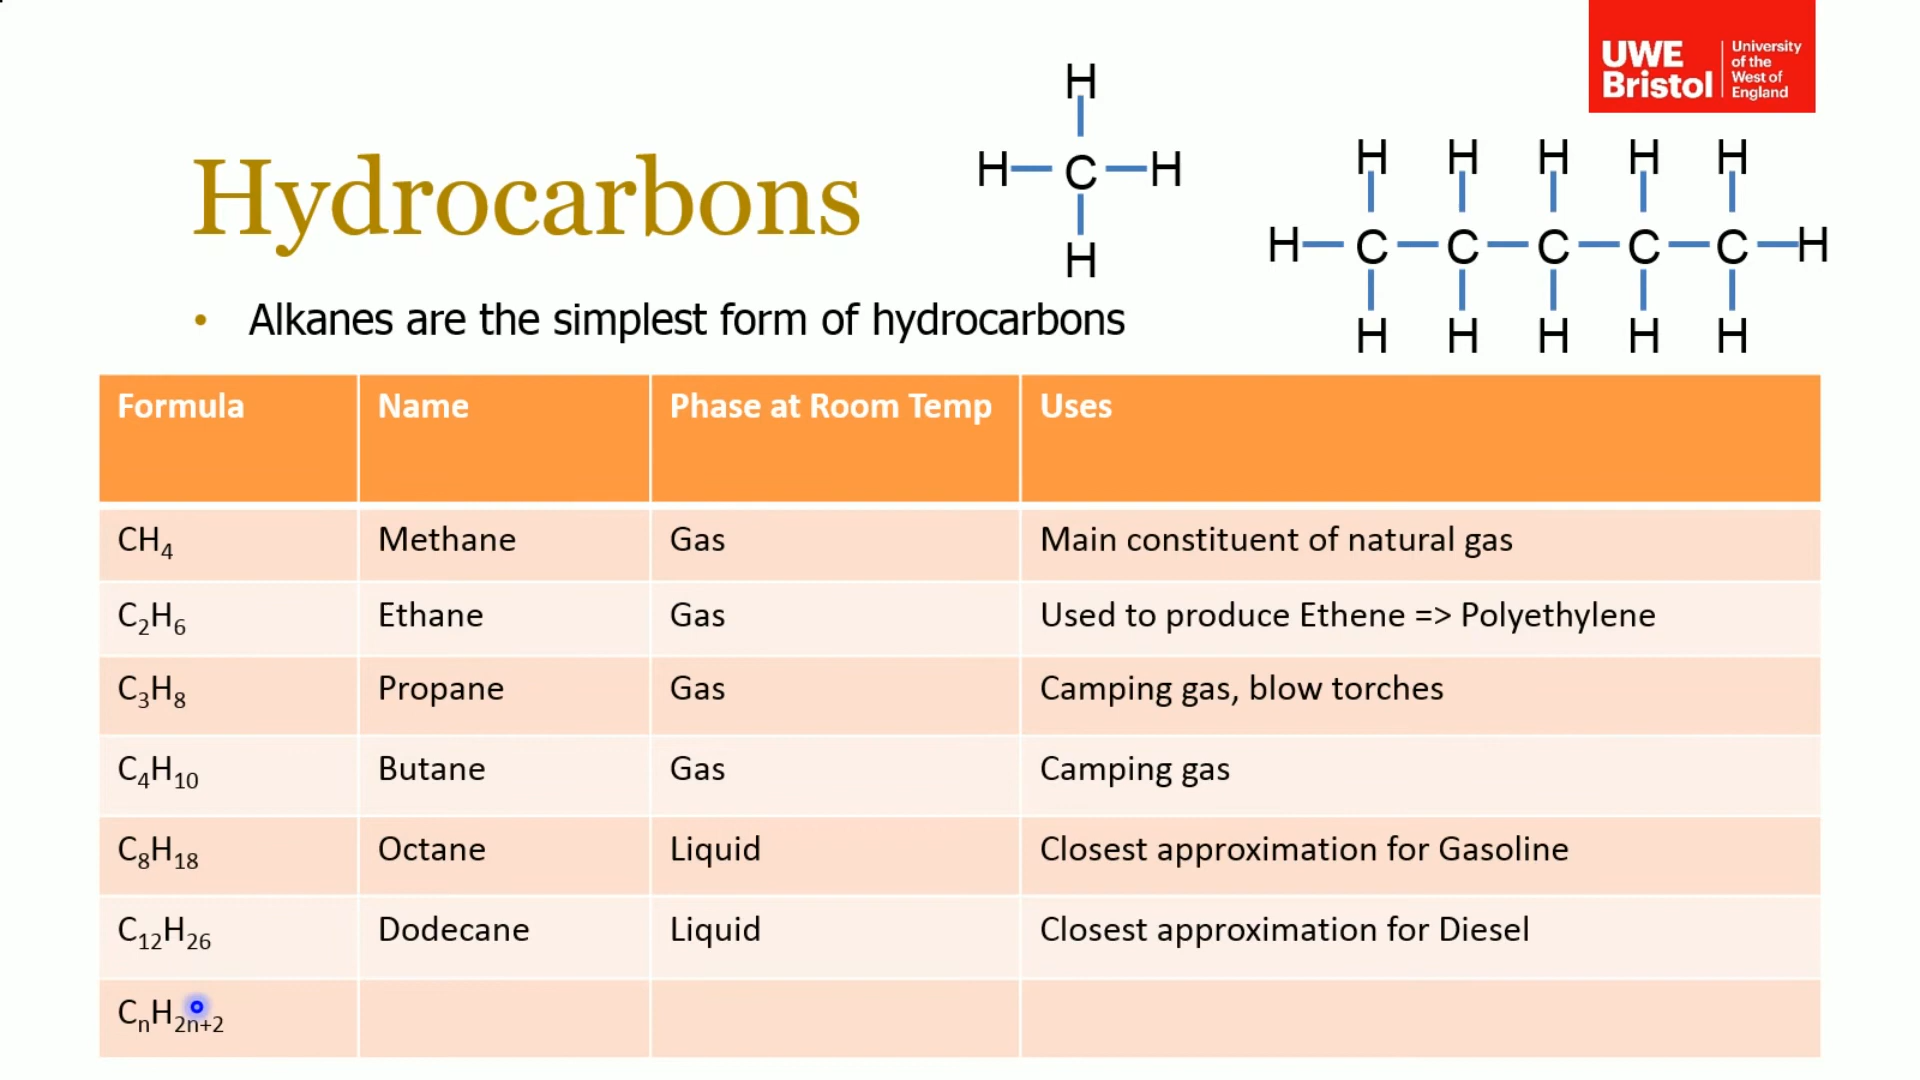 UWE Bristol
University of the West of England
H
H C H
H
H H H H H
H C C C C C H
H H H H H
Hydrocarbons
• Alkanes are the simplest form of hydrocarbons
Formula Name Phase at Room Temp Uses
CH₄ Methane Gas Main constituent of natural gas
C₂H₆ Ethane Gas Used to produce Ethene => Polyethylene
C₃H₈ Propane Gas Camping gas, blow torches
C₄H₁₀ Butane Gas Camping gas
C₈H₁₈ Octane Liquid Closest approximation for Gasoline
C₁₂H₂₆ Dodecane Liquid Closest approximation for Diesel
CₙH₂ₙ₊₂